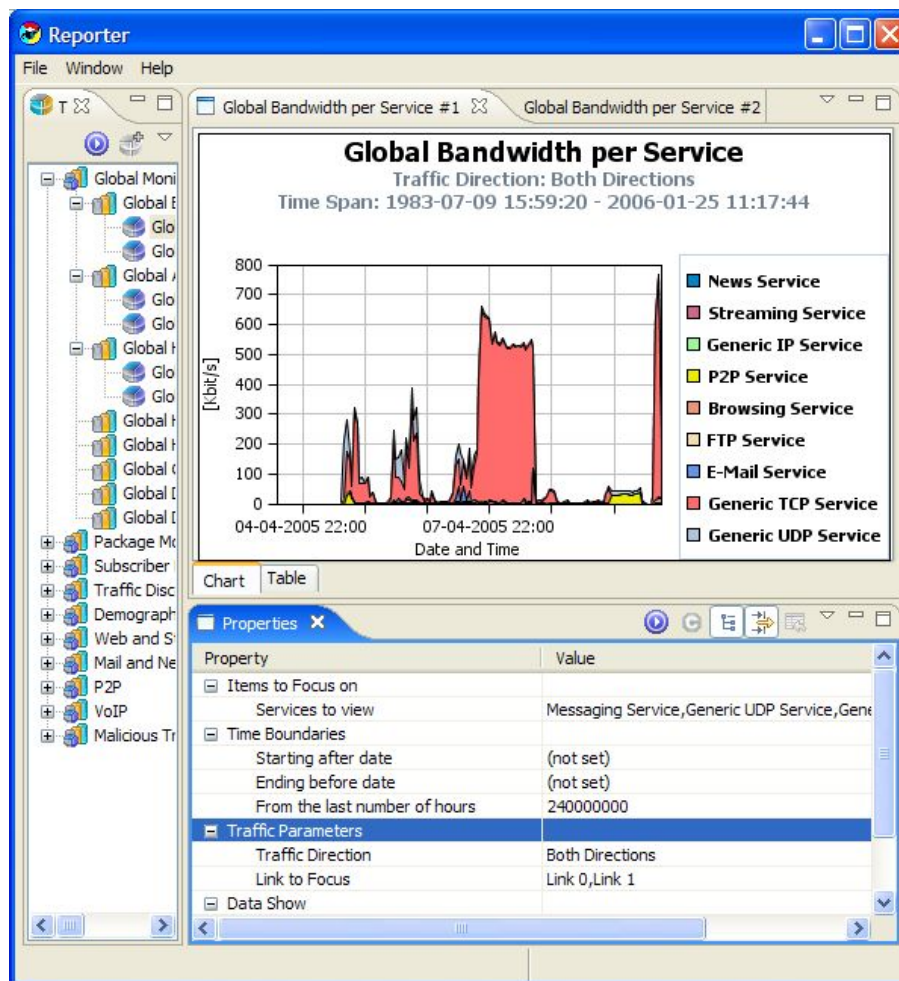 Reporter
File Window Help
T
Global Moni
Global E
Glo
Glo
Global A
Glo
Glo
Global H
Glo
Glo
Global H
Global H
Global C
Global D
Global D
Package Mo
Subscriber
Traffic Disc
Demograph
Web and St
Mail and Ne
P2P
VoIP
Malicious Tr
Global Bandwidth per Service #1 Global Bandwidth per Service #2
Global Bandwidth per Service
Traffic Direction: Both Directions
Time Span: 1983-07-09 15:59:20 - 2006-01-25 11:17:44
800
700
600
500
400
300
200
100
0
[Kbit/s]
04-04-2005 22:00 07-04-2005 22:00
Date and Time
News Service
Streaming Service
Generic IP Service
P2P Service
Browsing Service
FTP Service
E-Mail Service
Generic TCP Service
Generic UDP Service
Chart Table
Properties
Property Value
Items to Focus on
Services to view Messaging Service,Generic UDP Service,Gene
Time Boundaries
Starting after date (not set)
Ending before date (not set)
From the last number of hours 240000000
Traffic Parameters
Traffic Direction Both Directions
Link to Focus Link 0,Link 1
Data Show